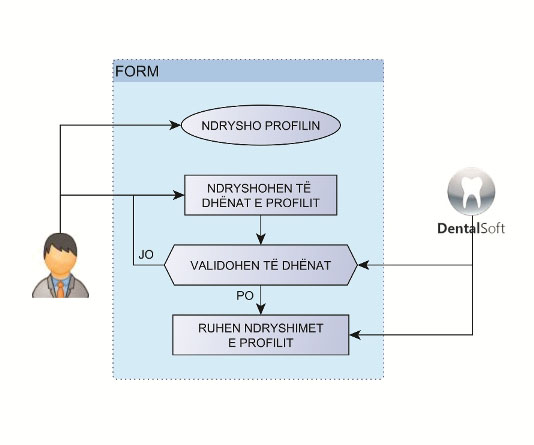 FORM
NDRYSHO PROFILIN
NDRYSHOHEN TË
DHËNAT E PROFILIT
DentalSoft
JO
VALIDOHEN TË DHËNAT
PO
RUHEN NDRYSHIMET
E PROFILIT